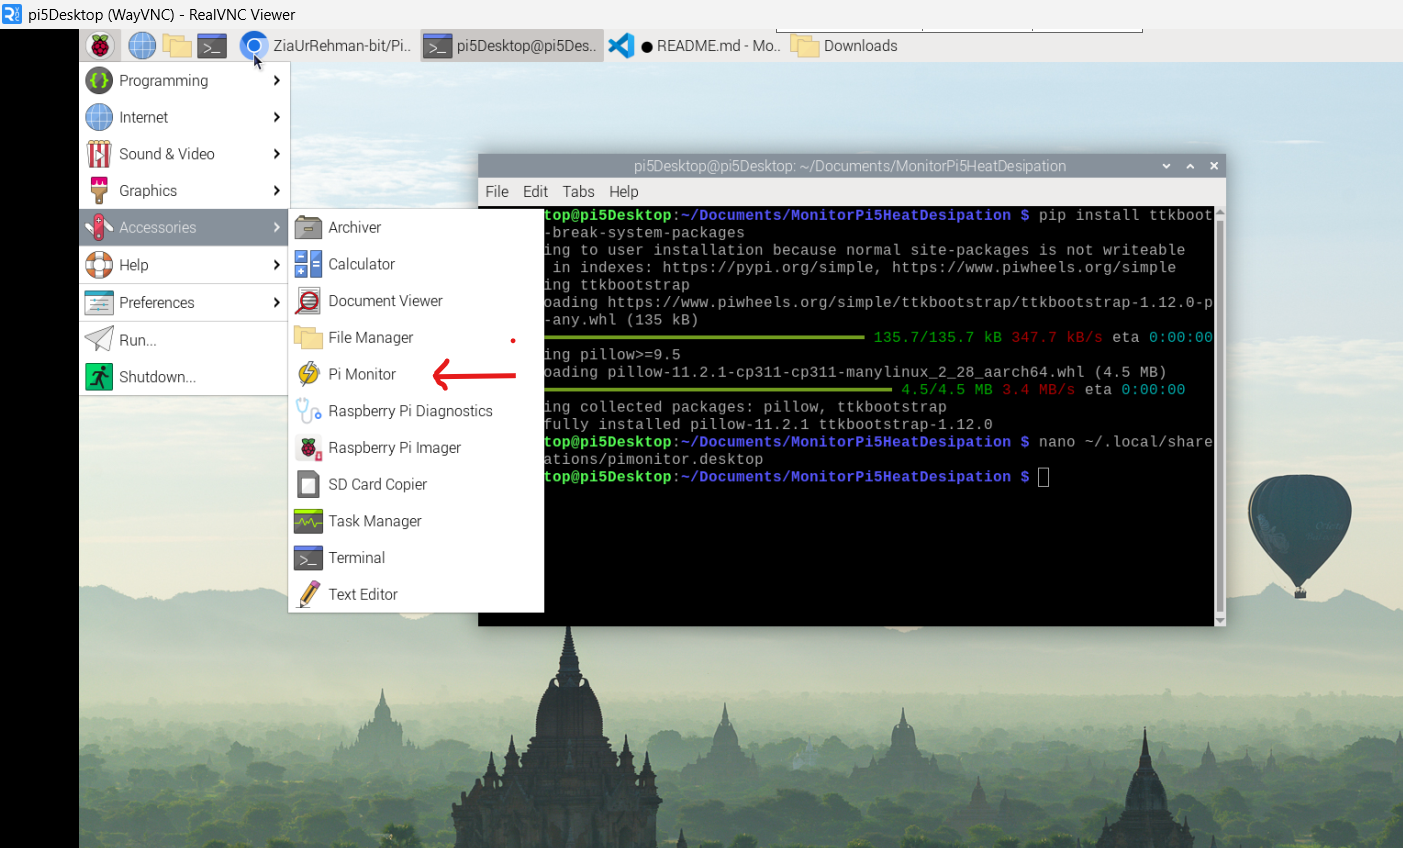 pi5Desktop (WayVNC) - RealVNC Viewer
ZiaUrRehman-bit/Pi..
pi5Desktop@pi5Des..
● README.md - Mo..
Downloads
Programming
Internet
Sound & Video
Graphics
Accessories
Help
Preferences
Run...
Shutdown...
Archiver
Calculator
Document Viewer
File Manager
Pi Monitor
Raspberry Pi Diagnostics
Raspberry Pi Imager
SD Card Copier
Task Manager
Terminal
Text Editor
pi5Desktop@pi5Desktop: ~/Documents/MonitorPi5HeatDesipation
File Edit Tabs Help
top@pi5Desktop:~/Documents/MonitorPi5HeatDesipation $ pip install ttkboot
-break-system-packages
ing to user installation because normal site-packages is not writeable
in indexes: https://pypi.org/simple, https://www.piwheels.org/simple
ing ttkbootstrap
oading https://www.piwheels.org/simple/ttkbootstrap/ttkbootstrap-1.12.0-p
-any.whl (135 kB)
135.7/135.7 kB 347.7 kB/s eta 0:00:00
ing pillow>=9.5
oading pillow-11.2.1-cp311-cp311-manylinux_2_28_aarch64.whl (4.5 MB)
4.5/4.5 MB 3.4 MB/s eta 0:00:00
ing collected packages: pillow, ttkbootstrap
fully installed pillow-11.2.1 ttkbootstrap-1.12.0
top@pi5Desktop:~/Documents/MonitorPi5HeatDesipation $ nano ~/.local/share
ations/pimonitor.desktop
top@pi5Desktop:~/Documents/MonitorPi5HeatDesipation $